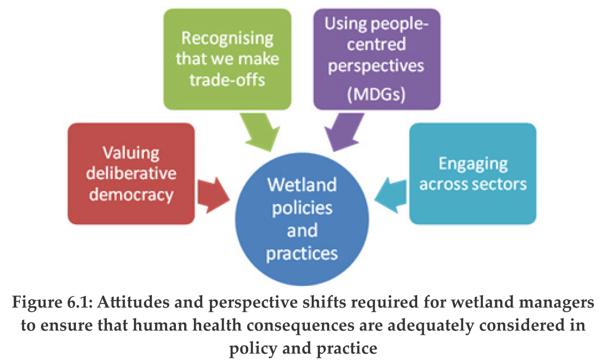 Recognising
that we make
trade-offs
Using people-
centred
perspectives
(MDGs)
Valuing
deliberative
democracy
Engaging
across sectors
Wetland
policies
and
practices
Figure 6.1: Attitudes and perspective shifts required for wetland managers
to ensure that human health consequences are adequately considered in
policy and practice